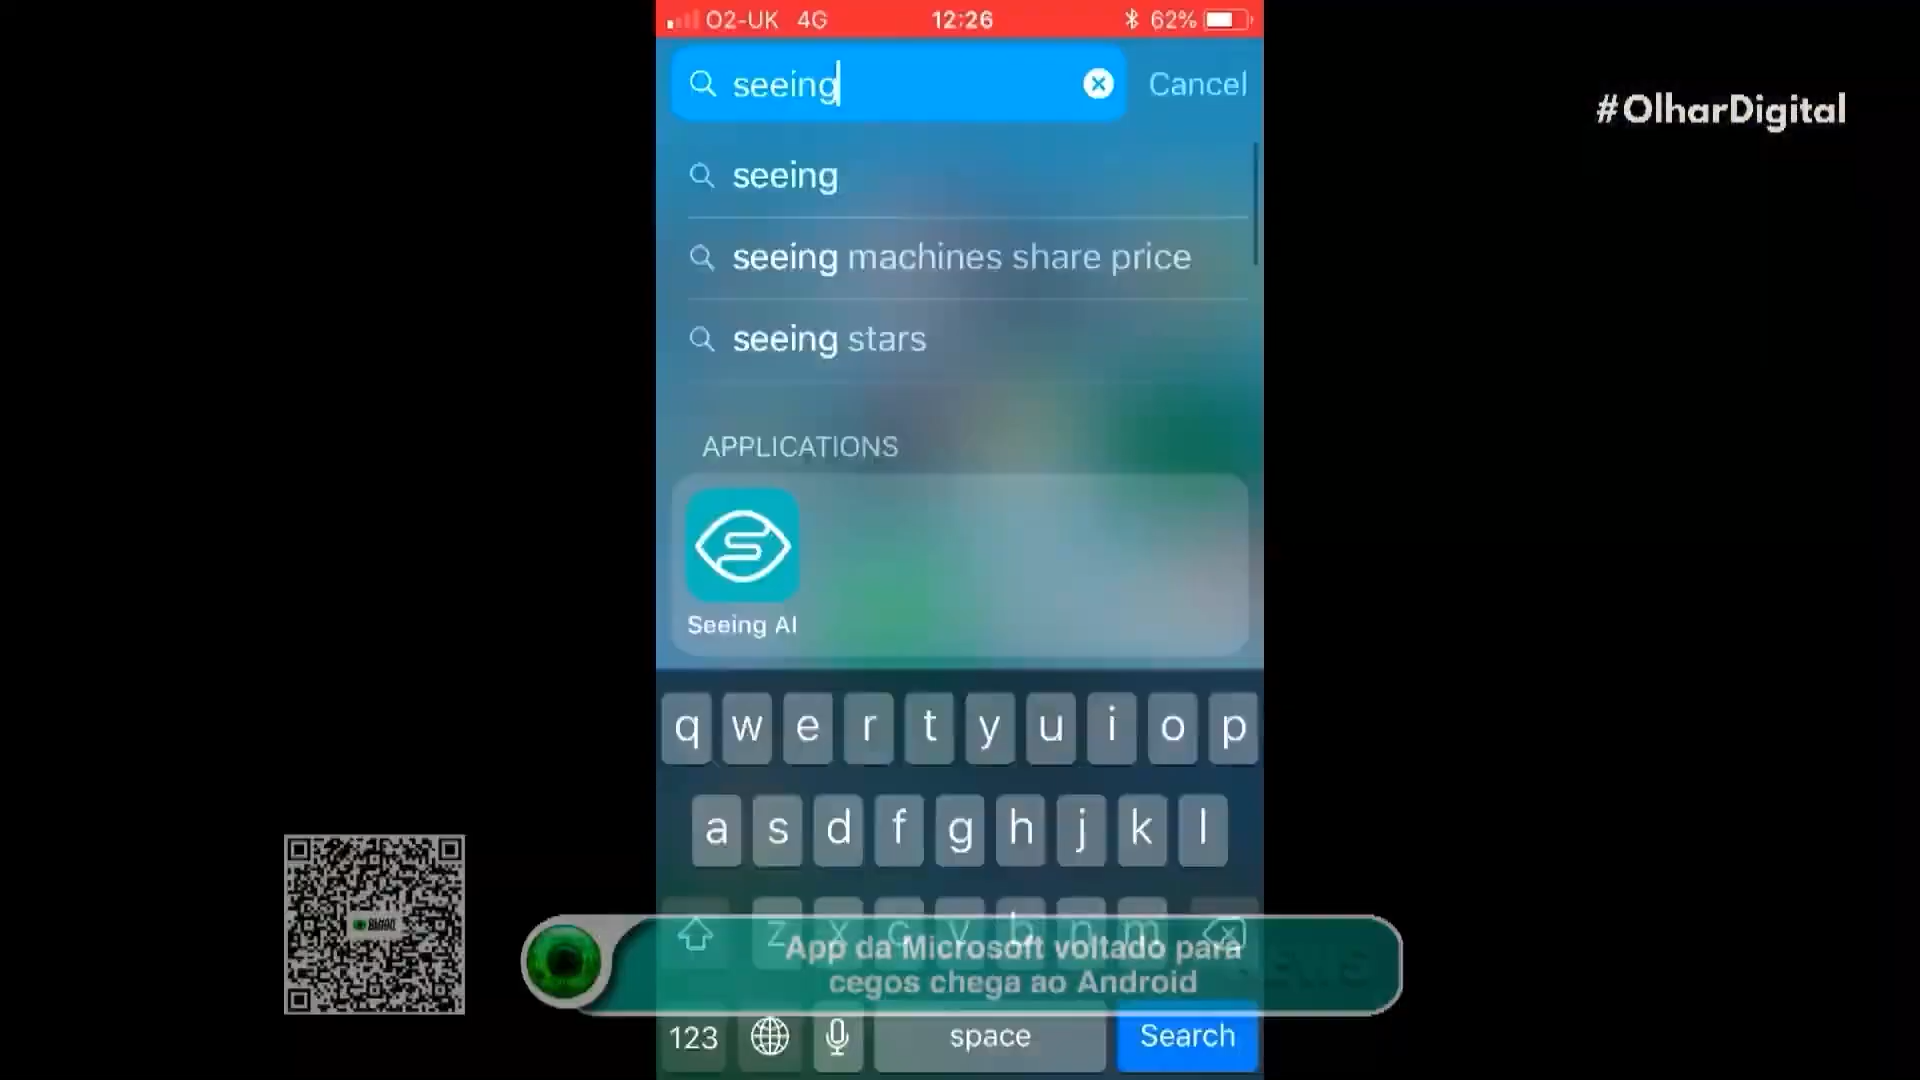 O2-UK 4G 12:26 62%
seeing Cancel
#OlharDigital
seeing
seeing machines share price
seeing stars
APPLICATIONS
Seeing AI
q w e r t y u i o p
a s d f g h j k l
z x c v b n m
App da Microsoft voltado para
cegos chega ao Android
NEWS
123 space Search